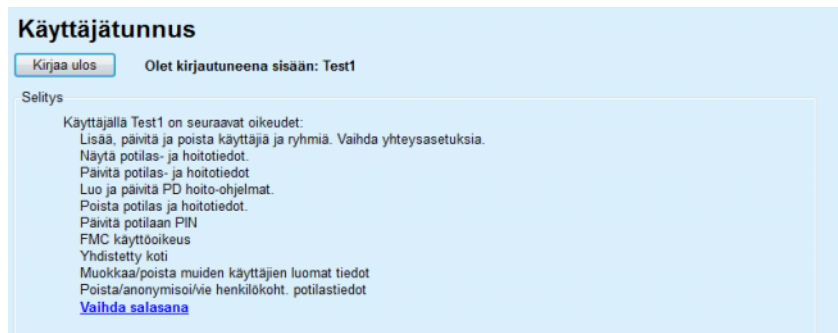 Käyttäjätunnus
Kirjaa ulos Olet kirjautuneena sisään: Test1
Selitys
Käyttäjällä Test1 on seuraavat oikeudet:
Lisää, päivitä ja poista käyttäjiä ja ryhmiä. Vaihda yhteysasetuksia.
Näytä potilas- ja hoitotiedot.
Päivitä potilas- ja hoitotiedot
Luo ja päivitä PD hoito-ohjelmat.
Poista potilas ja hoitotiedot.
Päivitä potilaan PIN
FMC käyttöoikeus
Yhdistetty koti
Muokkaa/poista muiden käyttäjien luomat tiedot
Poista/anonymisoi/vie henkilökoht. potilastiedot
Vaihda salasana